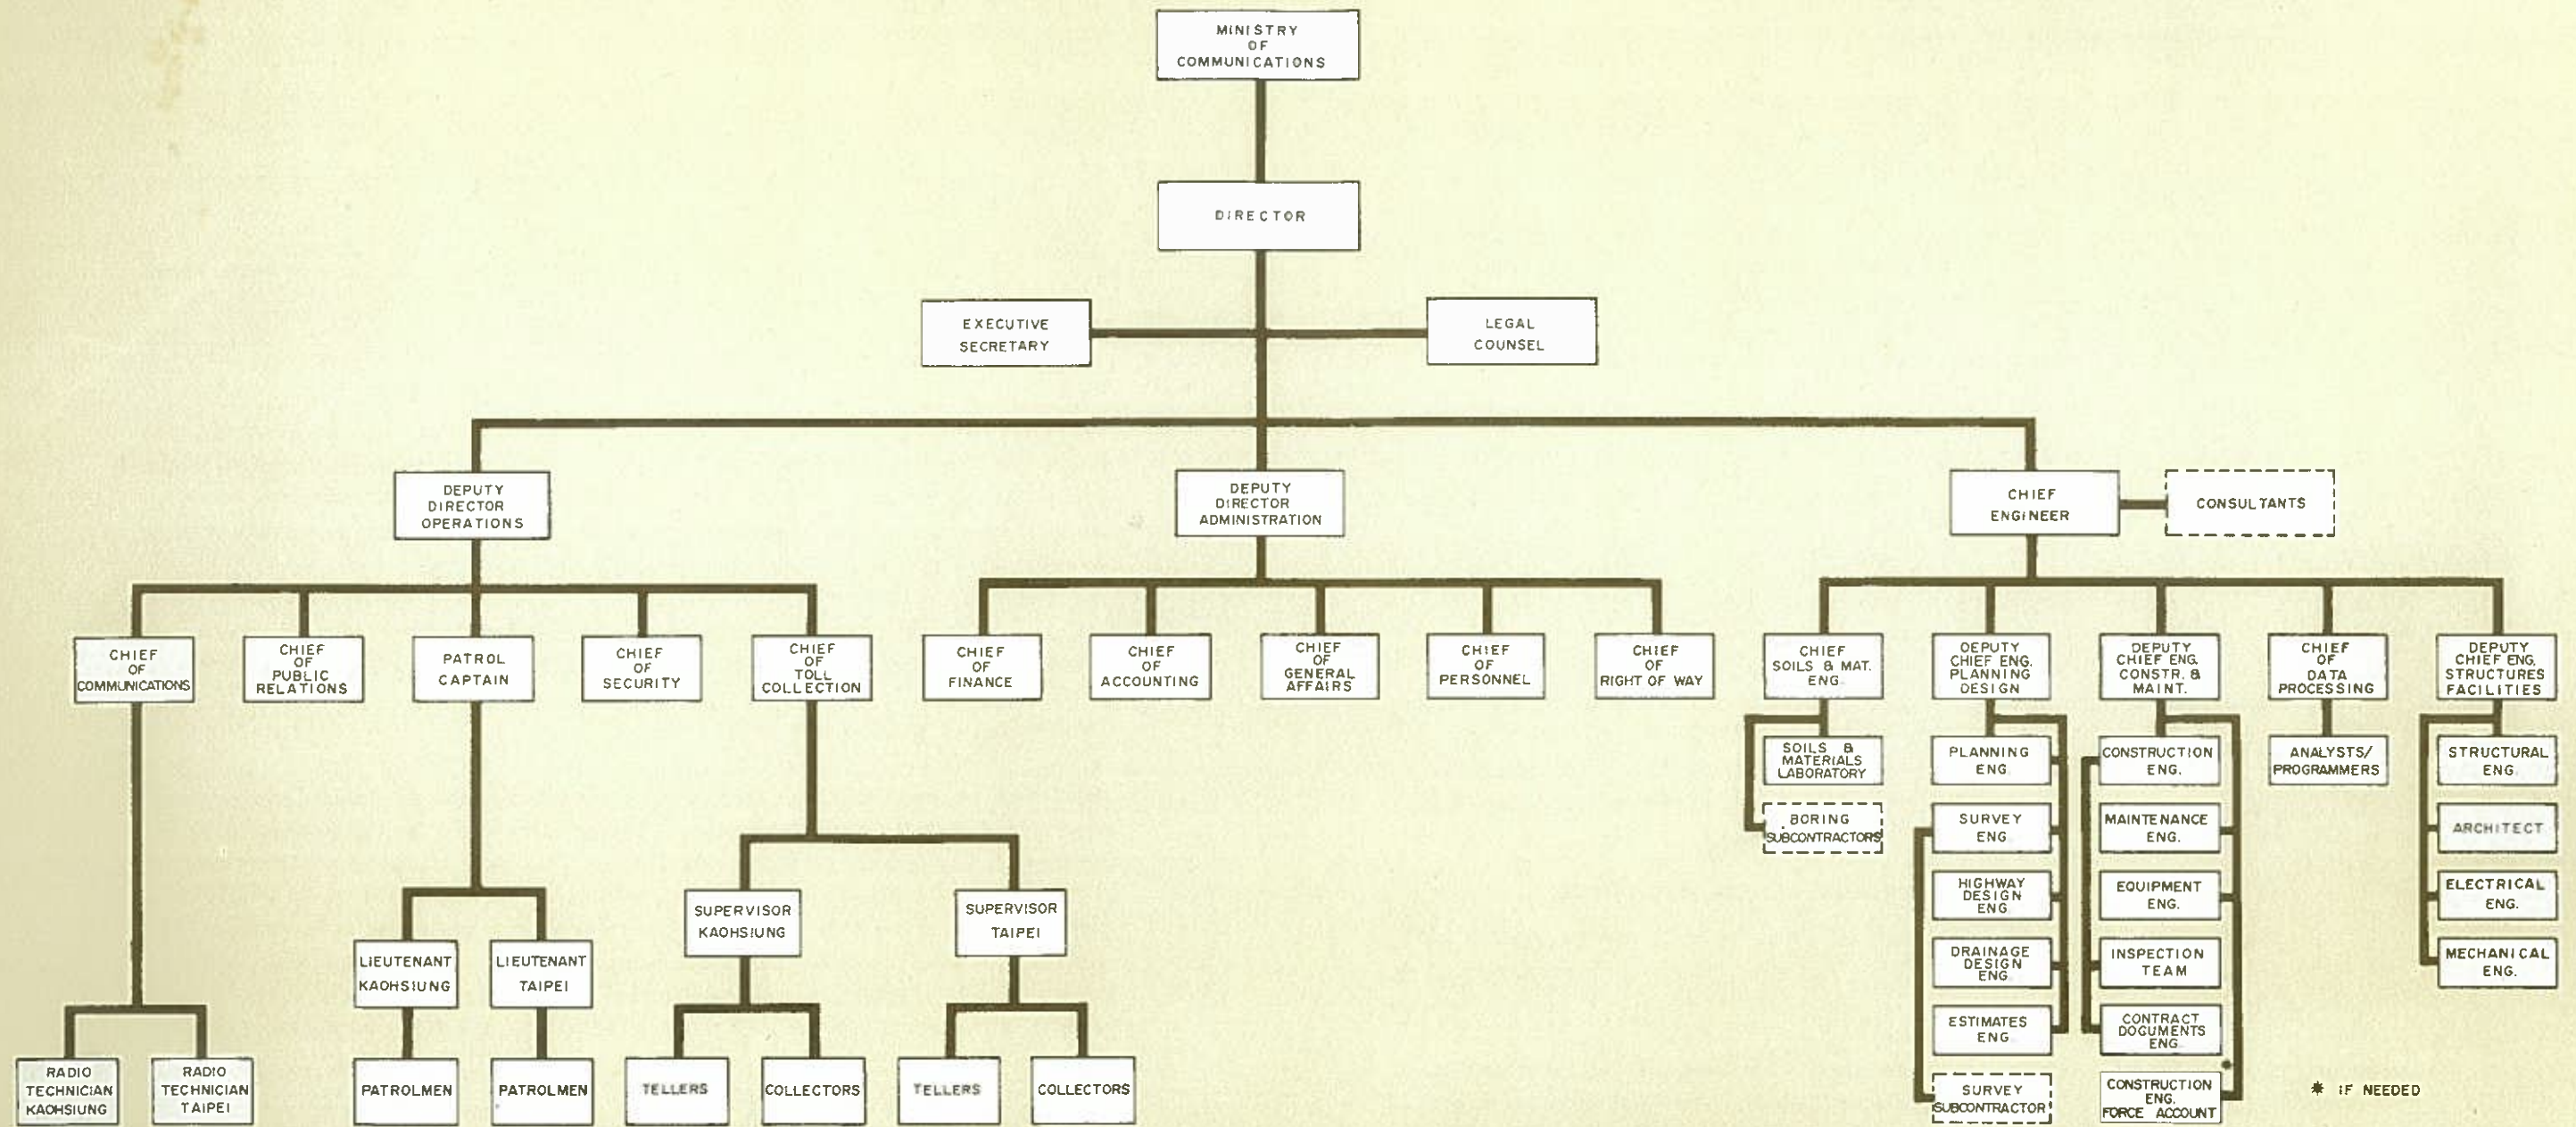 MINISTRY
OF
COMMUNICATIONS
DIRECTOR
EXECUTIVE
SECRETARY
LEGAL
COUNSEL
DEPUTY
DIRECTOR
OPERATIONS
DEPUTY
DIRECTOR
ADMINISTRATION
CHIEF
ENGINEER
CONSULTANTS
CHIEF
OF
COMMUNICATIONS
CHIEF
OF
PUBLIC
RELATIONS
PATROL
CAPTAIN
CHIEF
OF
SECURITY
CHIEF
OF
TOLL
COLLECTION
CHIEF
OF
FINANCE
CHIEF
OF
ACCOUNTING
CHIEF
OF
GENERAL
AFFAIRS
CHIEF
OF
PERSONNEL
CHIEF
OF
RIGHT OF WAY
CHIEF
SOILS & MAT.
ENG.
DEPUTY
CHIEF ENG.
PLANNING
DESIGN
DEPUTY
CHIEF ENG.
CONSTR. &
MAINT.
CHIEF
OF
DATA
PROCESSING
DEPUTY
CHIEF ENG.
STRUCTURES
FACILITIES
SOILS &
MATERIALS
LABORATORY
BORING
SUBCONTRACTORS
PLANNING
ENG.
SURVEY
ENG.
HIGHWAY
DESIGN
ENG.
DRAINAGE
DESIGN
ENG.
ESTIMATES
ENG.
SURVEY
SUBCONTRACTOR
CONSTRUCTION
ENG.
MAINTENANCE
ENG.
EQUIPMENT
ENG.
INSPECTION
TEAM
CONTRACT
DOCUMENTS
ENG.
*
CONSTRUCTION
ENG.
FORCE ACCOUNT
ANALYSTS/
PROGRAMMERS
STRUCTURAL
ENG.
ARCHITECT
ELECTRICAL
ENG.
MECHANICAL
ENG.
SUPERVISOR
KAOHSIUNG
SUPERVISOR
TAIPEI
LIEUTENANT
KAOHSIUNG
LIEUTENANT
TAIPEI
RADIO
TECHNICIAN
KAOHSIUNG
RADIO
TECHNICIAN
TAIPEI
PATROLMEN
PATROLMEN
TELLERS
COLLECTORS
TELLERS
COLLECTORS
* IF NEEDED